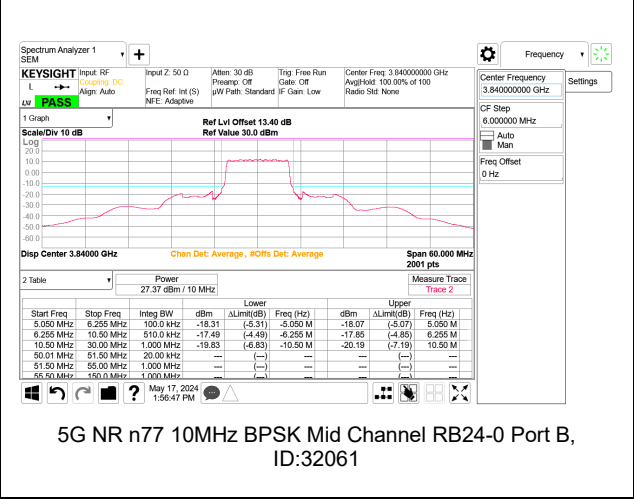 Spectrum Analyzer 1
SEM
Frequency
KEYSIGHT
Input: RF
Coupling: DC
Align: Auto
Input Z: 50 Ω
Freq Ref: Int (S)
NFE: Adaptive
Atten: 30 dB
Preamp: Off
µW Path: Standard
Trig: Free Run
Gate: Off
IF Gain: Low
Center Freq: 3.840000000 GHz
Avg|Hold: 100.00% of 100
Radio Std: None
LXI PASS
Center Frequency
3.840000000 GHz
Settings
CF Step
6.000000 MHz
Auto
Man
Freq Offset
0 Hz
1 Graph
Scale/Div 10 dB
Ref Lvl Offset 13.40 dB
Ref Value 30.0 dBm
Log
20.0
10.0
0.00
-10.0
-20.0
-30.0
-40.0
-50.0
-60.0
Disp Center 3.84000 GHz
Chan Det: Average , #Offs Det: Average
Span 60.000 MHz
2001 pts
2 Table
Power
27.37 dBm / 10 MHz
Measure Trace
Trace 2
Lower Upper
Start Freq Stop Freq Integ BW dBm ΔLimit(dB) Freq (Hz) dBm ΔLimit(dB) Freq (Hz)
5.050 MHz 6.255 MHz 100.0 kHz -18.31 (-5.31) -5.050 M -18.07 (-5.07) 5.050 M
6.255 MHz 10.50 MHz 510.0 kHz -17.49 (-4.49) -6.255 M -17.85 (-4.85) 6.255 M
10.50 MHz 30.00 MHz 1.000 MHz -19.83 (-6.83) -10.50 M -20.19 (-7.19) 10.50 M
50.01 MHz 51.50 MHz 20.00 kHz --- (---) --- --- (---) ---
51.50 MHz 55.00 MHz 1.000 MHz --- (---) --- --- (---) ---
55.50 MHz 150.0 MHz 1.000 MHz --- (---) --- --- (---) ---
May 17, 2024
1:56:47 PM
5G NR n77 10MHz BPSK Mid Channel RB24-0 Port B,
ID:32061